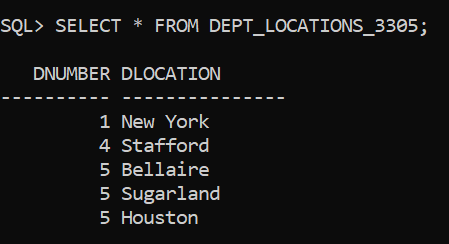 SQL> SELECT * FROM DEPT_LOCATIONS_3305;
DNUMBER DLOCATION
---------- ---------------
1 New York
4 Stafford
5 Bellaire
5 Sugarland
5 Houston